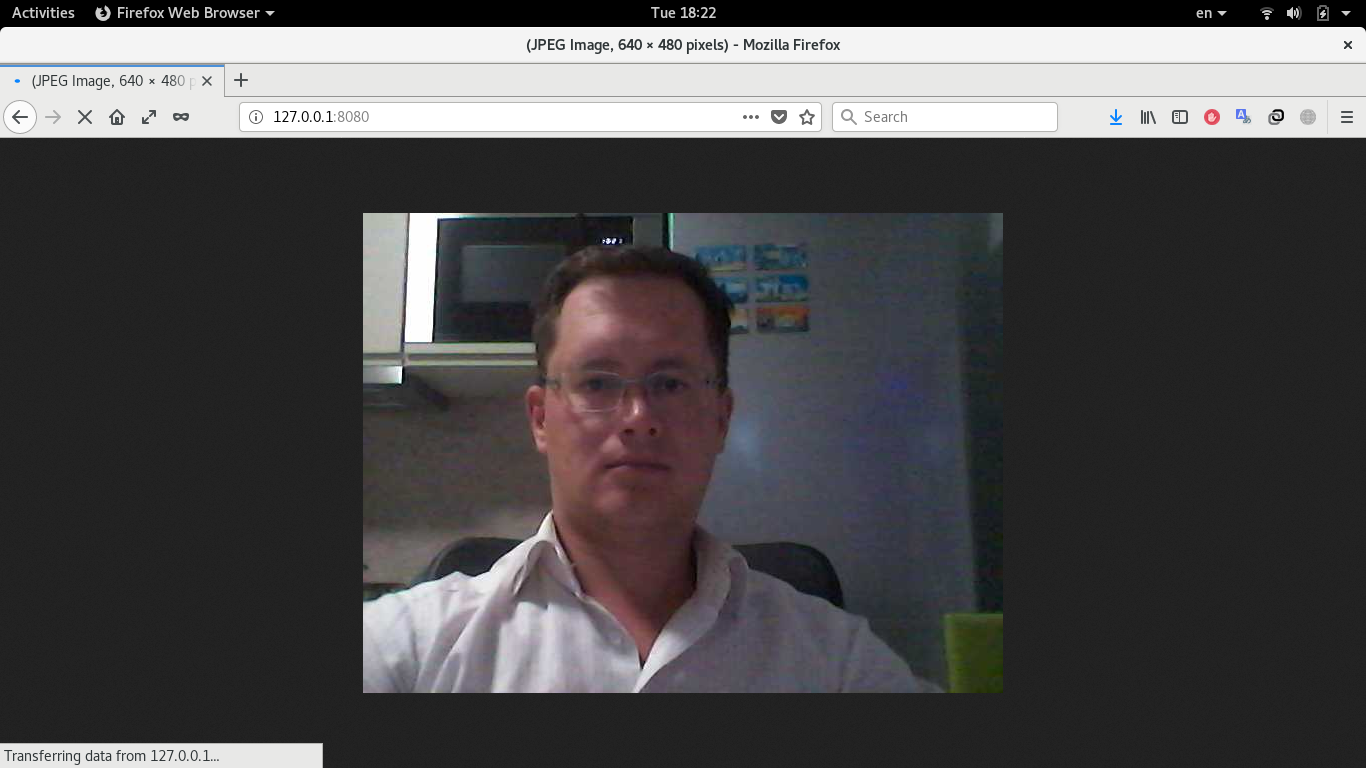 Activities Firefox Web Browser Tue 18:22 en
(JPEG Image, 640 × 480 pixels) - Mozilla Firefox
(JPEG Image, 640 × 480 p
127.0.0.1:8080 Search
Transferring data from 127.0.0.1...